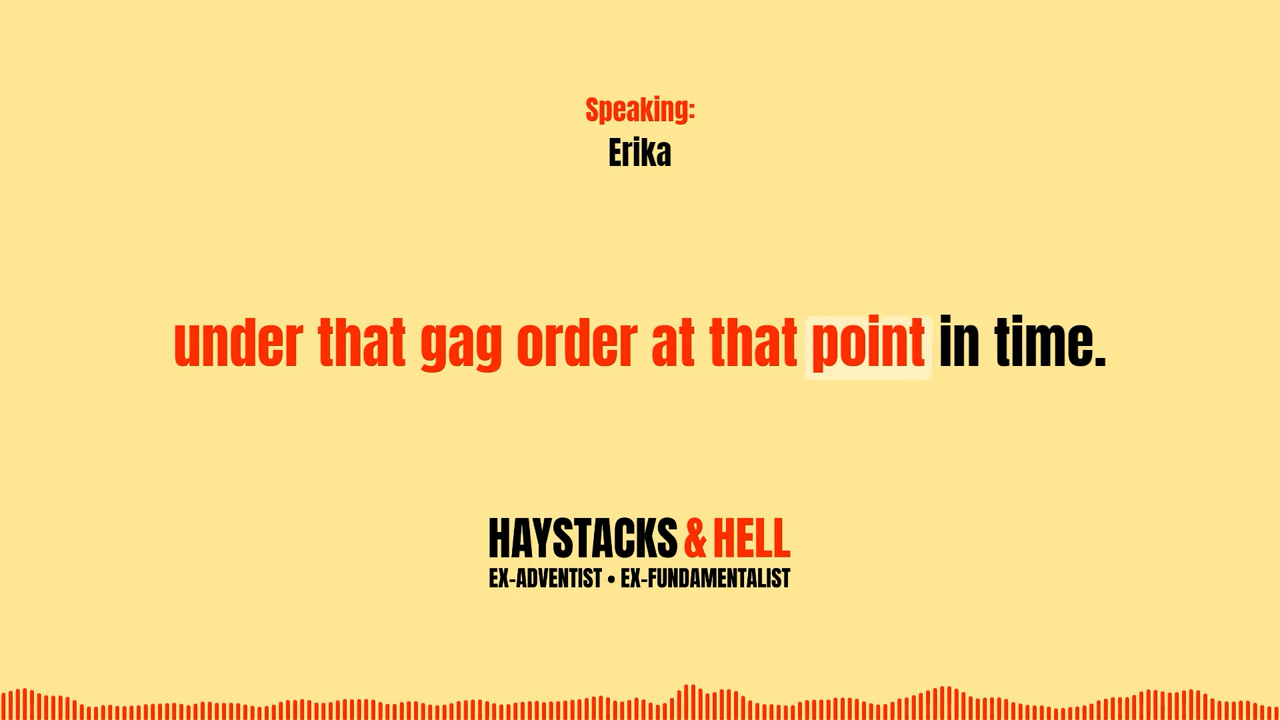 Speaking:
Erika
under that gag order at that point in time.
HAYSTACKS & HELL
EX-ADVENTIST • EX-FUNDAMENTALIST